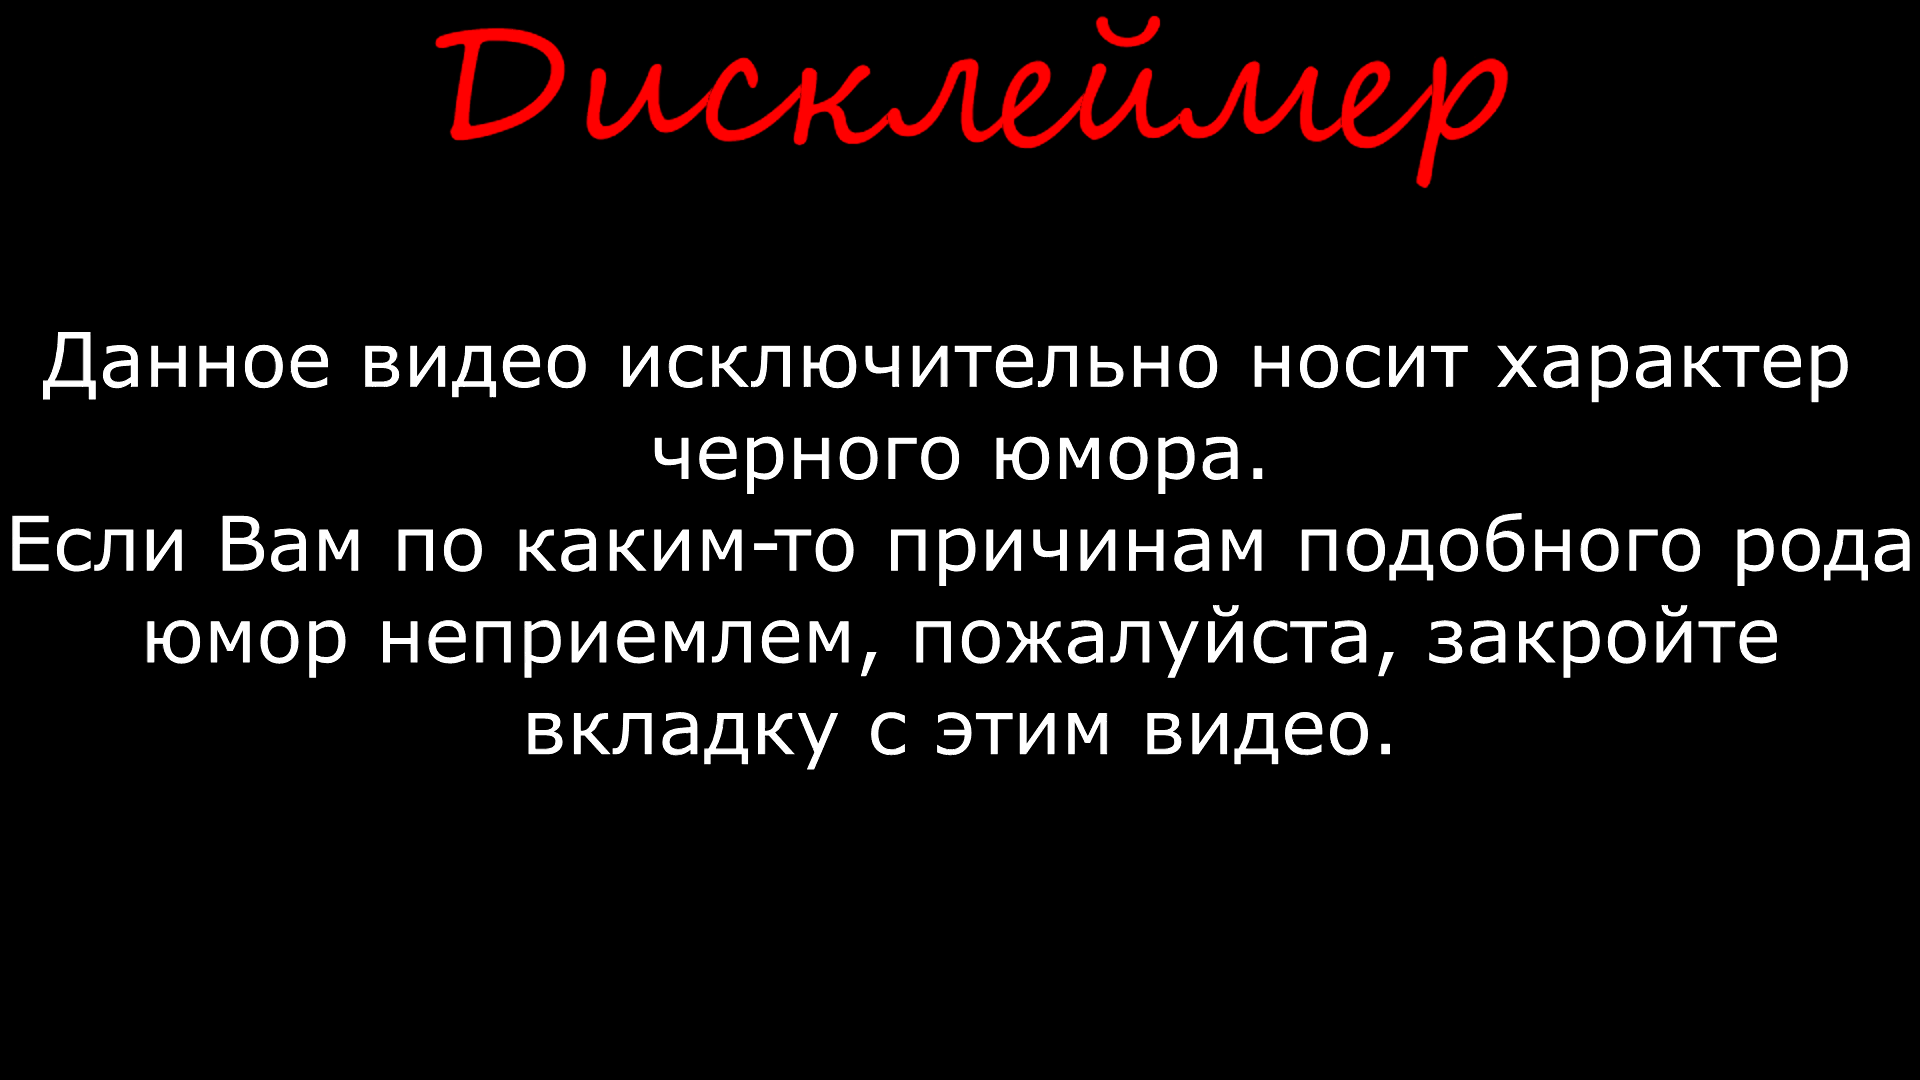 Дисклеймер
Данное видео исключительно носит характер
черного юмора.
Если Вам по каким-то причинам подобного рода
юмор неприемлем, пожалуйста, закройте
вкладку с этим видео.